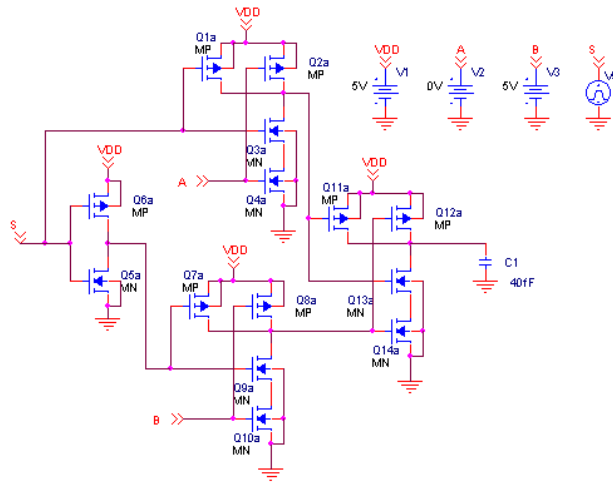 VDD
Q1a
MP
Q2a
MP
Q3a
MN
A
Q4a
MN
VDD
A
B
S
V1
5V
V2
0V
V3
5V
VDD
Q6a
MP
S
Q5a
MN
VDD
Q11a
MP
Q12a
MP
C1
40fF
Q13a
MN
Q14a
MN
VDD
Q7a
MP
Q8a
MP
Q9a
MN
B
Q10a
MN